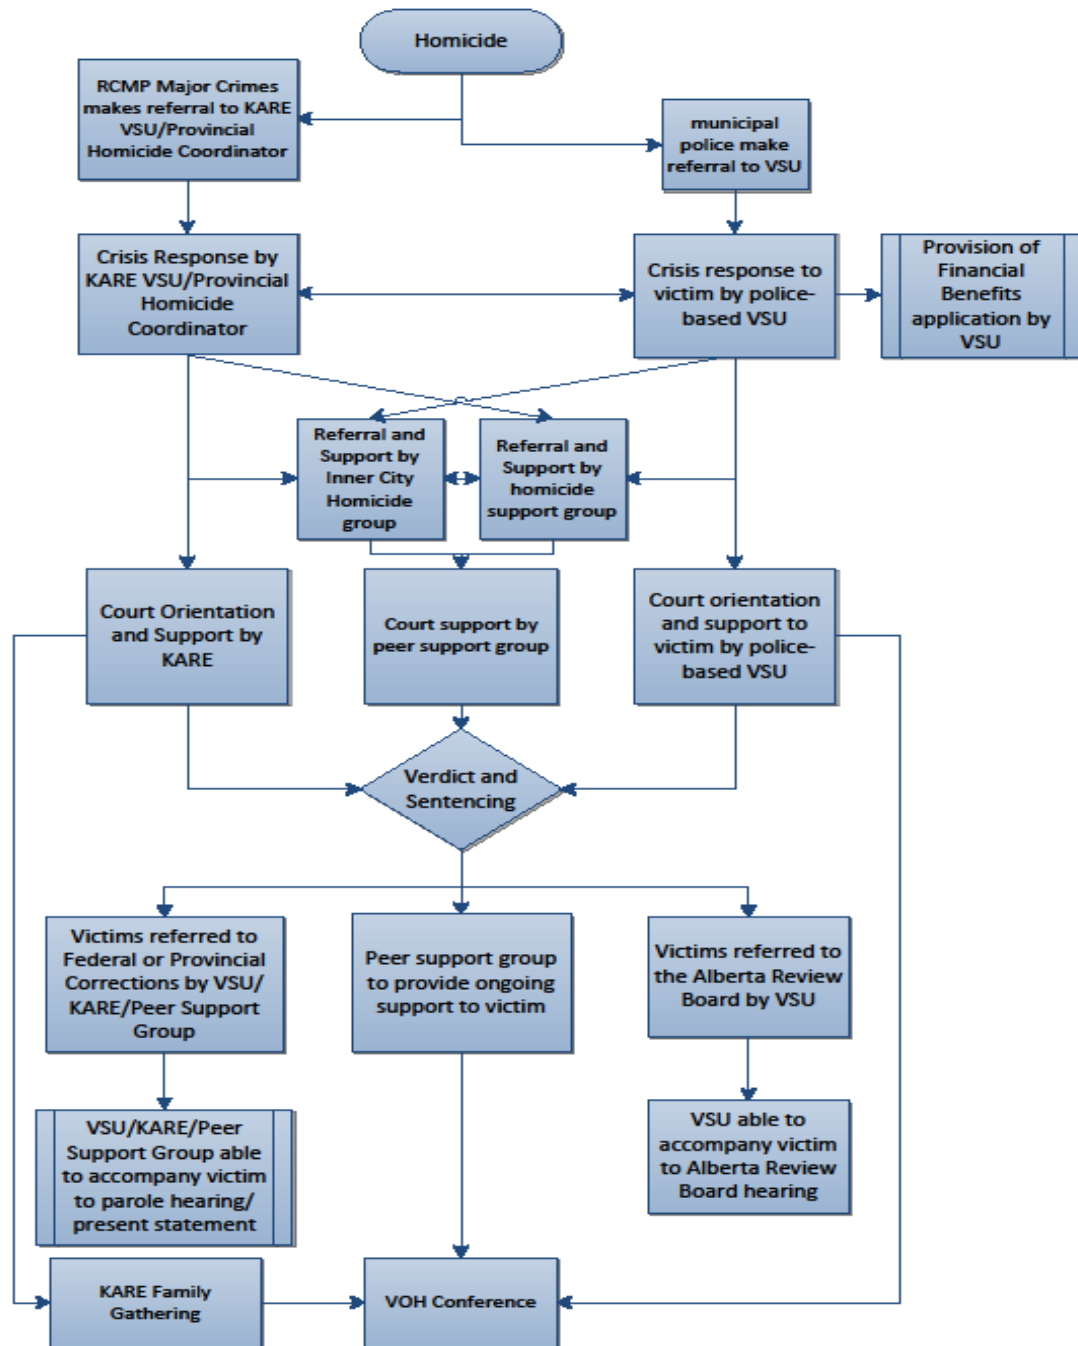 Homicide
RCMP Major Crimes
makes referral to KARE
VSU/Provincial
Homicide Coordinator
municipal
police make
referral to VSU
Crisis Response by
KARE VSU/Provincial
Homicide
Coordinator
Crisis response to
victim by police-
based VSU
Provision of
Financial
Benefits
application by
VSU
Referral and
Support by
Inner City
Homicide
group
Referral and
Support by
homicide
support group
Court Orientation
and Support by
KARE
Court support by
peer support group
Court orientation
and support to
victim by police-
based VSU
Verdict and
Sentencing
Victims referred to
Federal or Provincial
Corrections by VSU/
KARE/Peer Support
Group
Peer support group
to provide ongoing
support to victim
Victims referred to
the Alberta Review
Board by VSU
VSU/KARE/Peer
Support Group able
to accompany victim
to parole hearing/
present statement
VSU able to
accompany victim
to Alberta Review
Board hearing
KARE Family
Gathering
VOH Conference